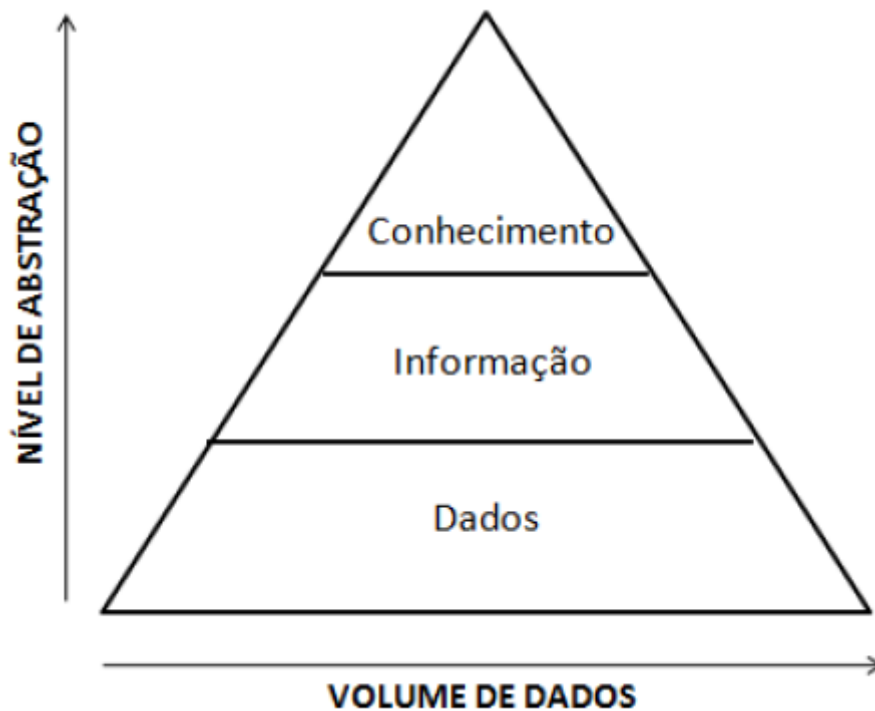 NÍVEL DE ABSTRAÇÃO
Conhecimento
Informação
Dados
VOLUME DE DADOS